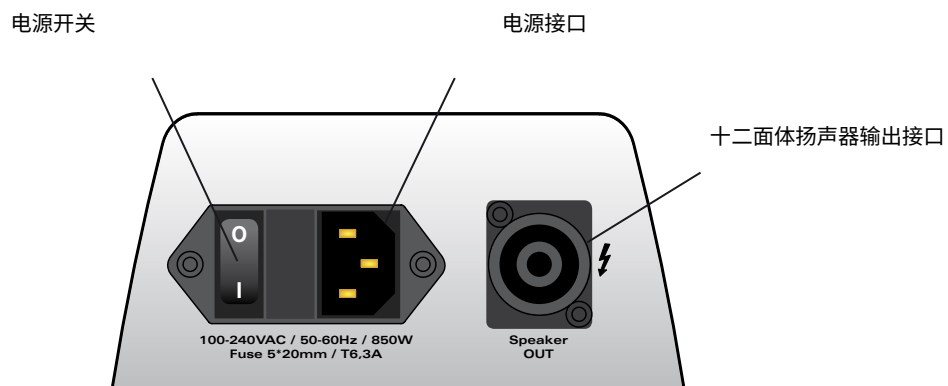 电源开关
电源接口
十二面体扬声器输出接口
O
I
100-240VAC / 50-60Hz / 850W
Fuse 5*20mm / T6,3A
Speaker
OUT